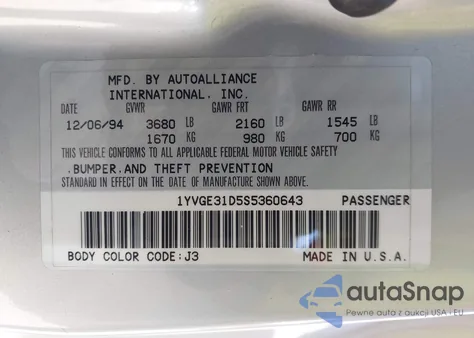 MFD. BY AUTOALLIANCE
INTERNATIONAL. INC.
DATE GVWR GAWR FRT GAWR RR
12/06/94 3680 LB 2160 LB 1545 LB
1670 KG 980 KG 700 KG
THIS VEHICLE CONFORMS TO ALL APPLICABLE FEDERAL MOTOR VEHICLE SAFETY
.BUMPER.AND THEFT PREVENTION
STANDARD IN EFFECT ON THE DATE OF MANUFACTURE SHOWN ABOVE.
1YVGE31D5S5360643 PASSENGER
BODY COLOR CODE:J3 MADE IN U.S.A.
autoSnap
Pewne auta z aukcji USA i EU